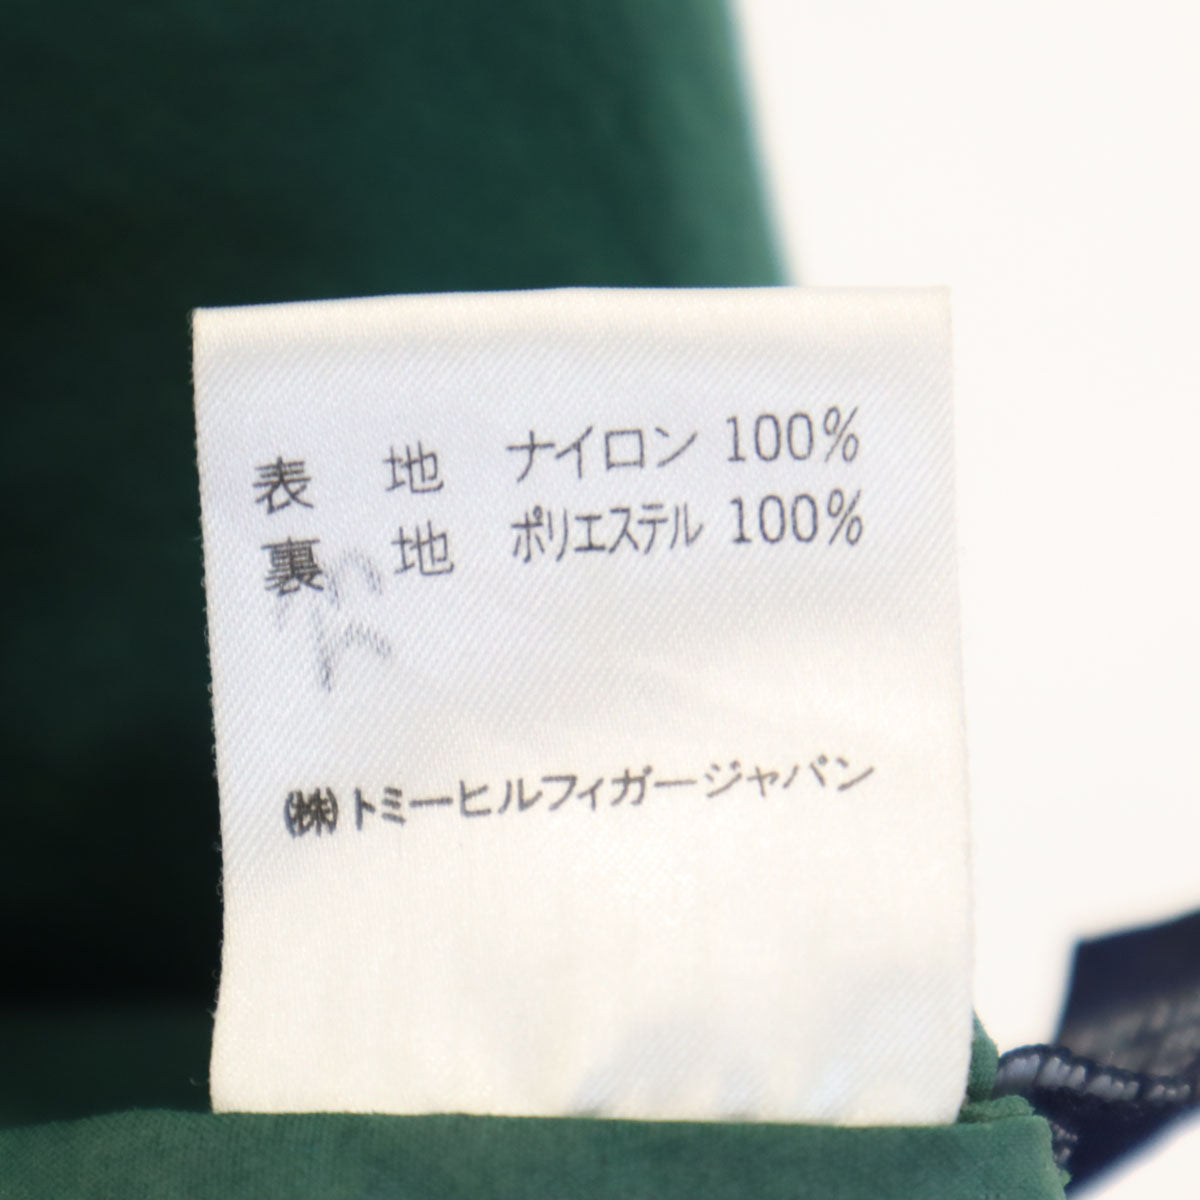 表 地 ナイロン 100%
裏 地 ポリエステル 100%
㈱トミーヒルフィガージャパン